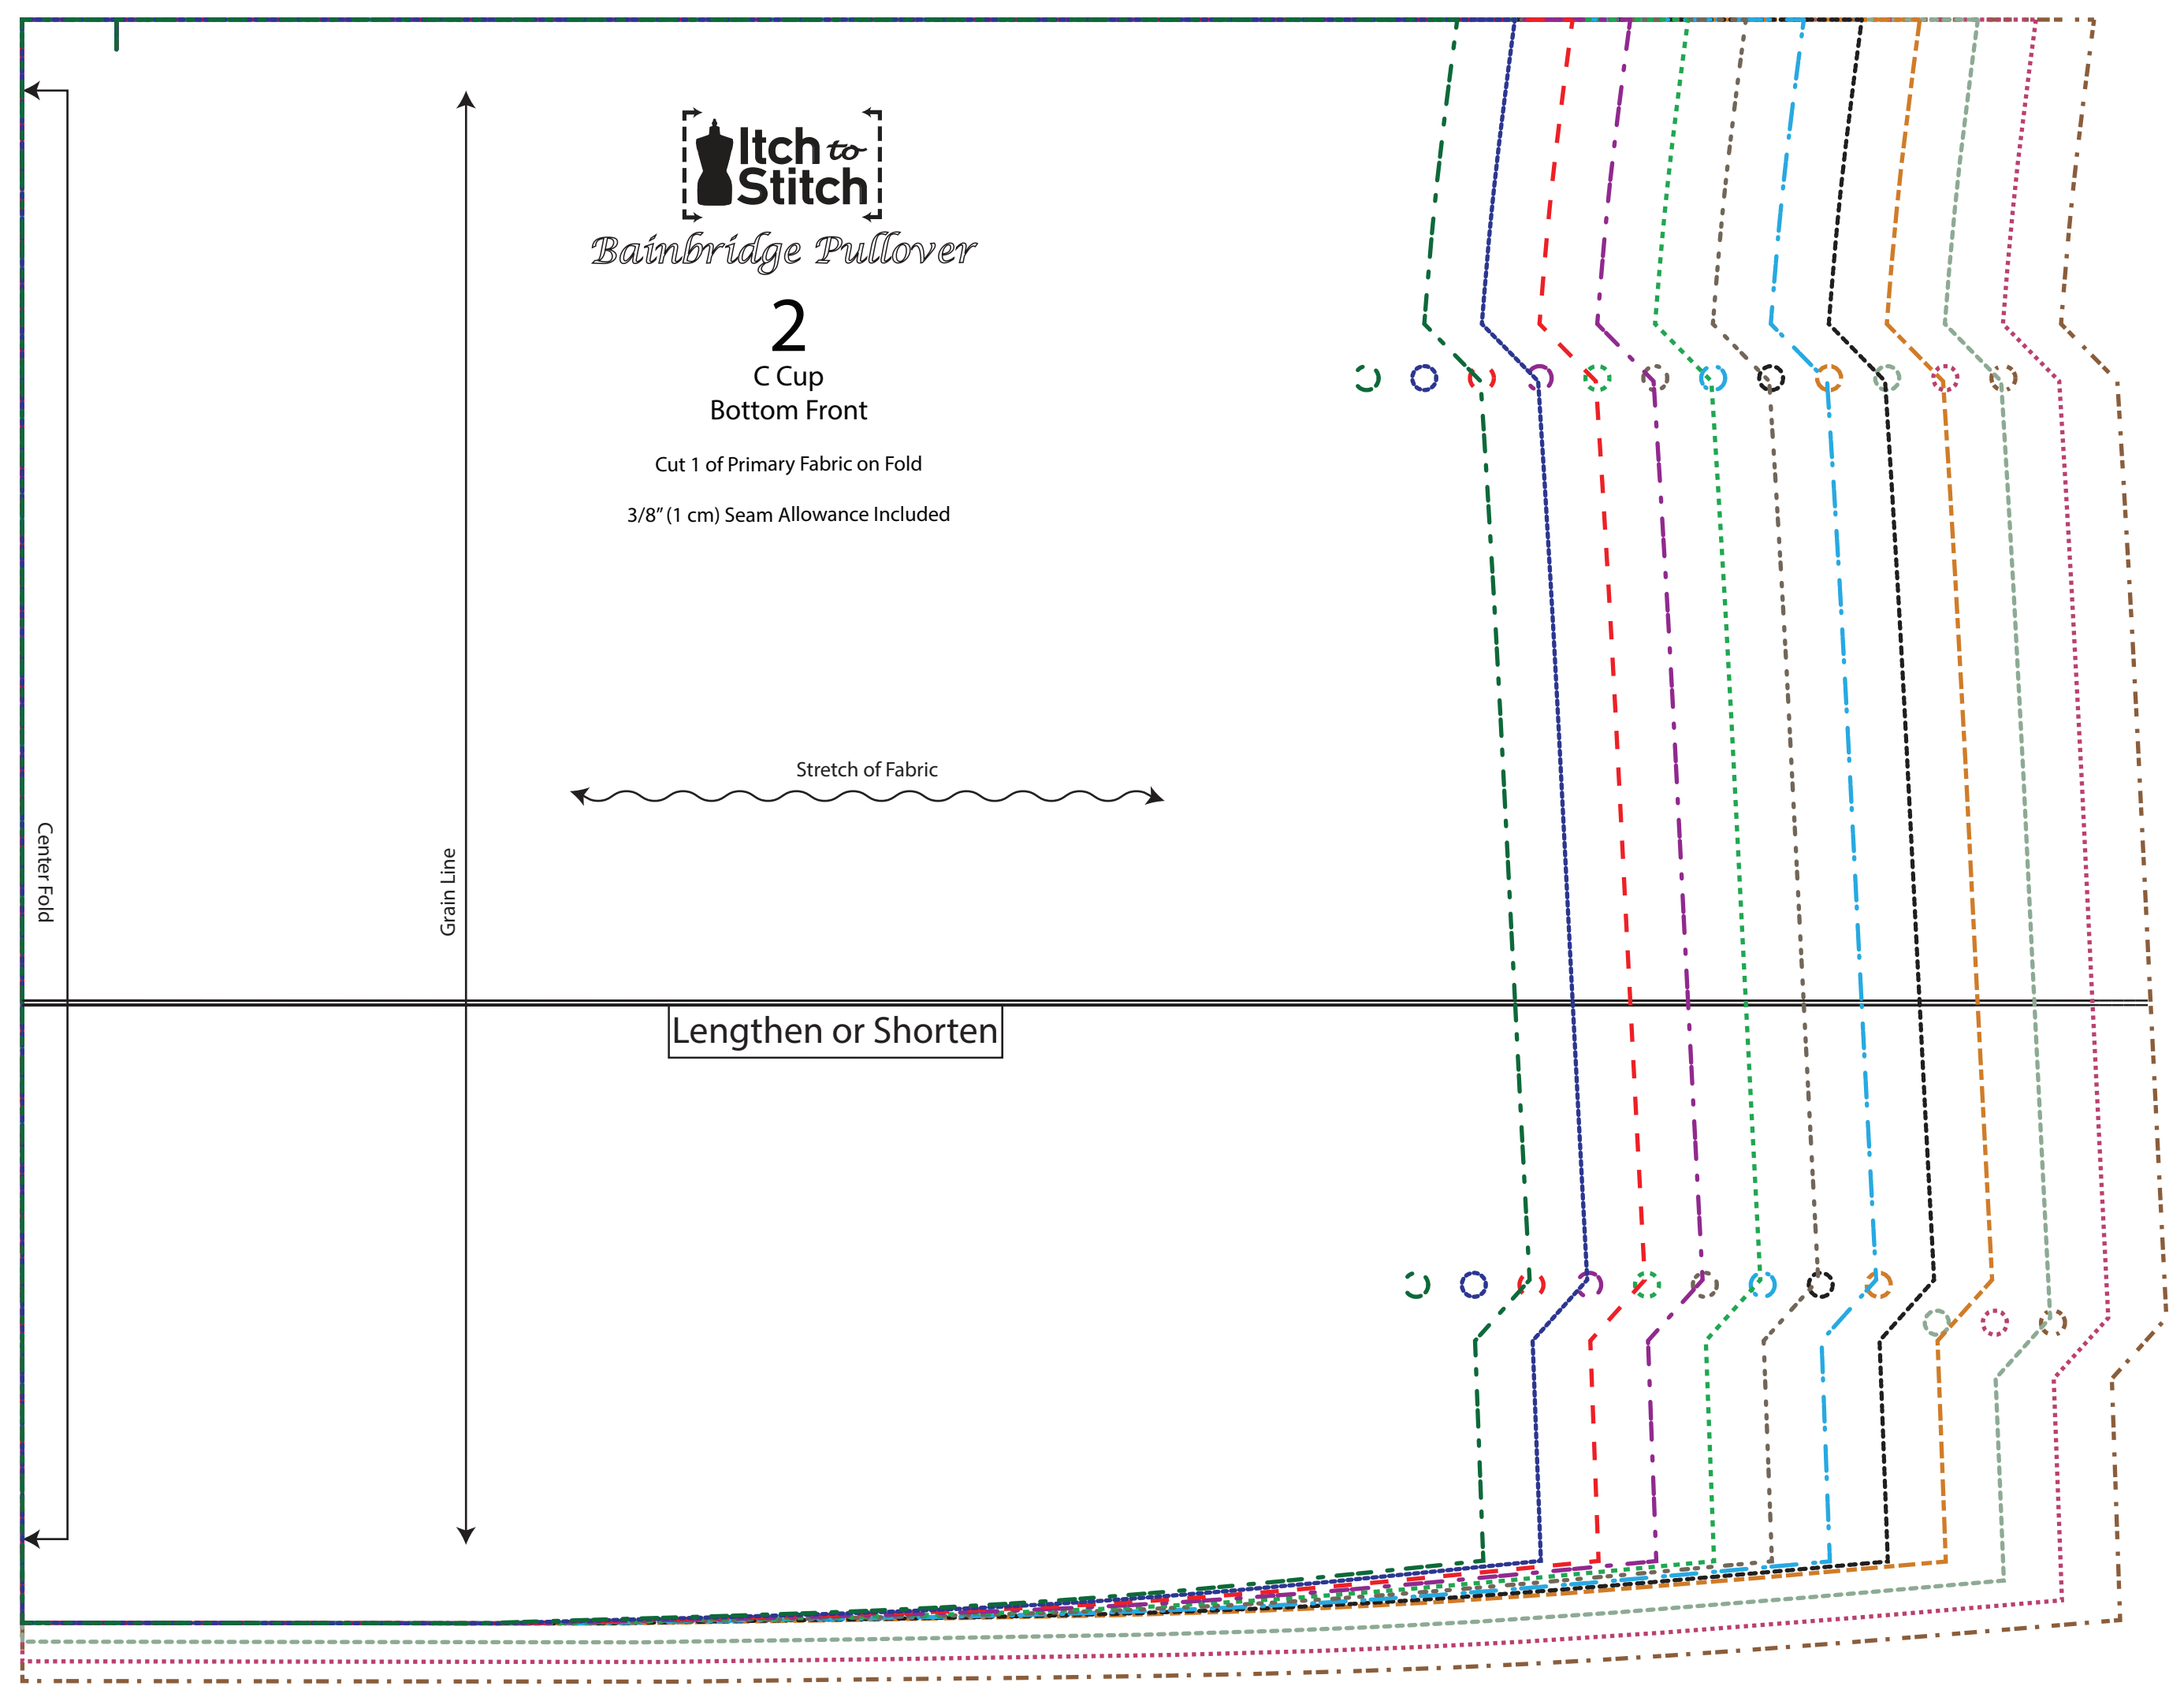 Itch to
Stitch
Bainbridge Pullover
2
C Cup
Bottom Front
Cut 1 of Primary Fabric on Fold
3/8” (1 cm) Seam Allowance Included
Stretch of Fabric
Center Fold
Grain Line
Lengthen or Shorten